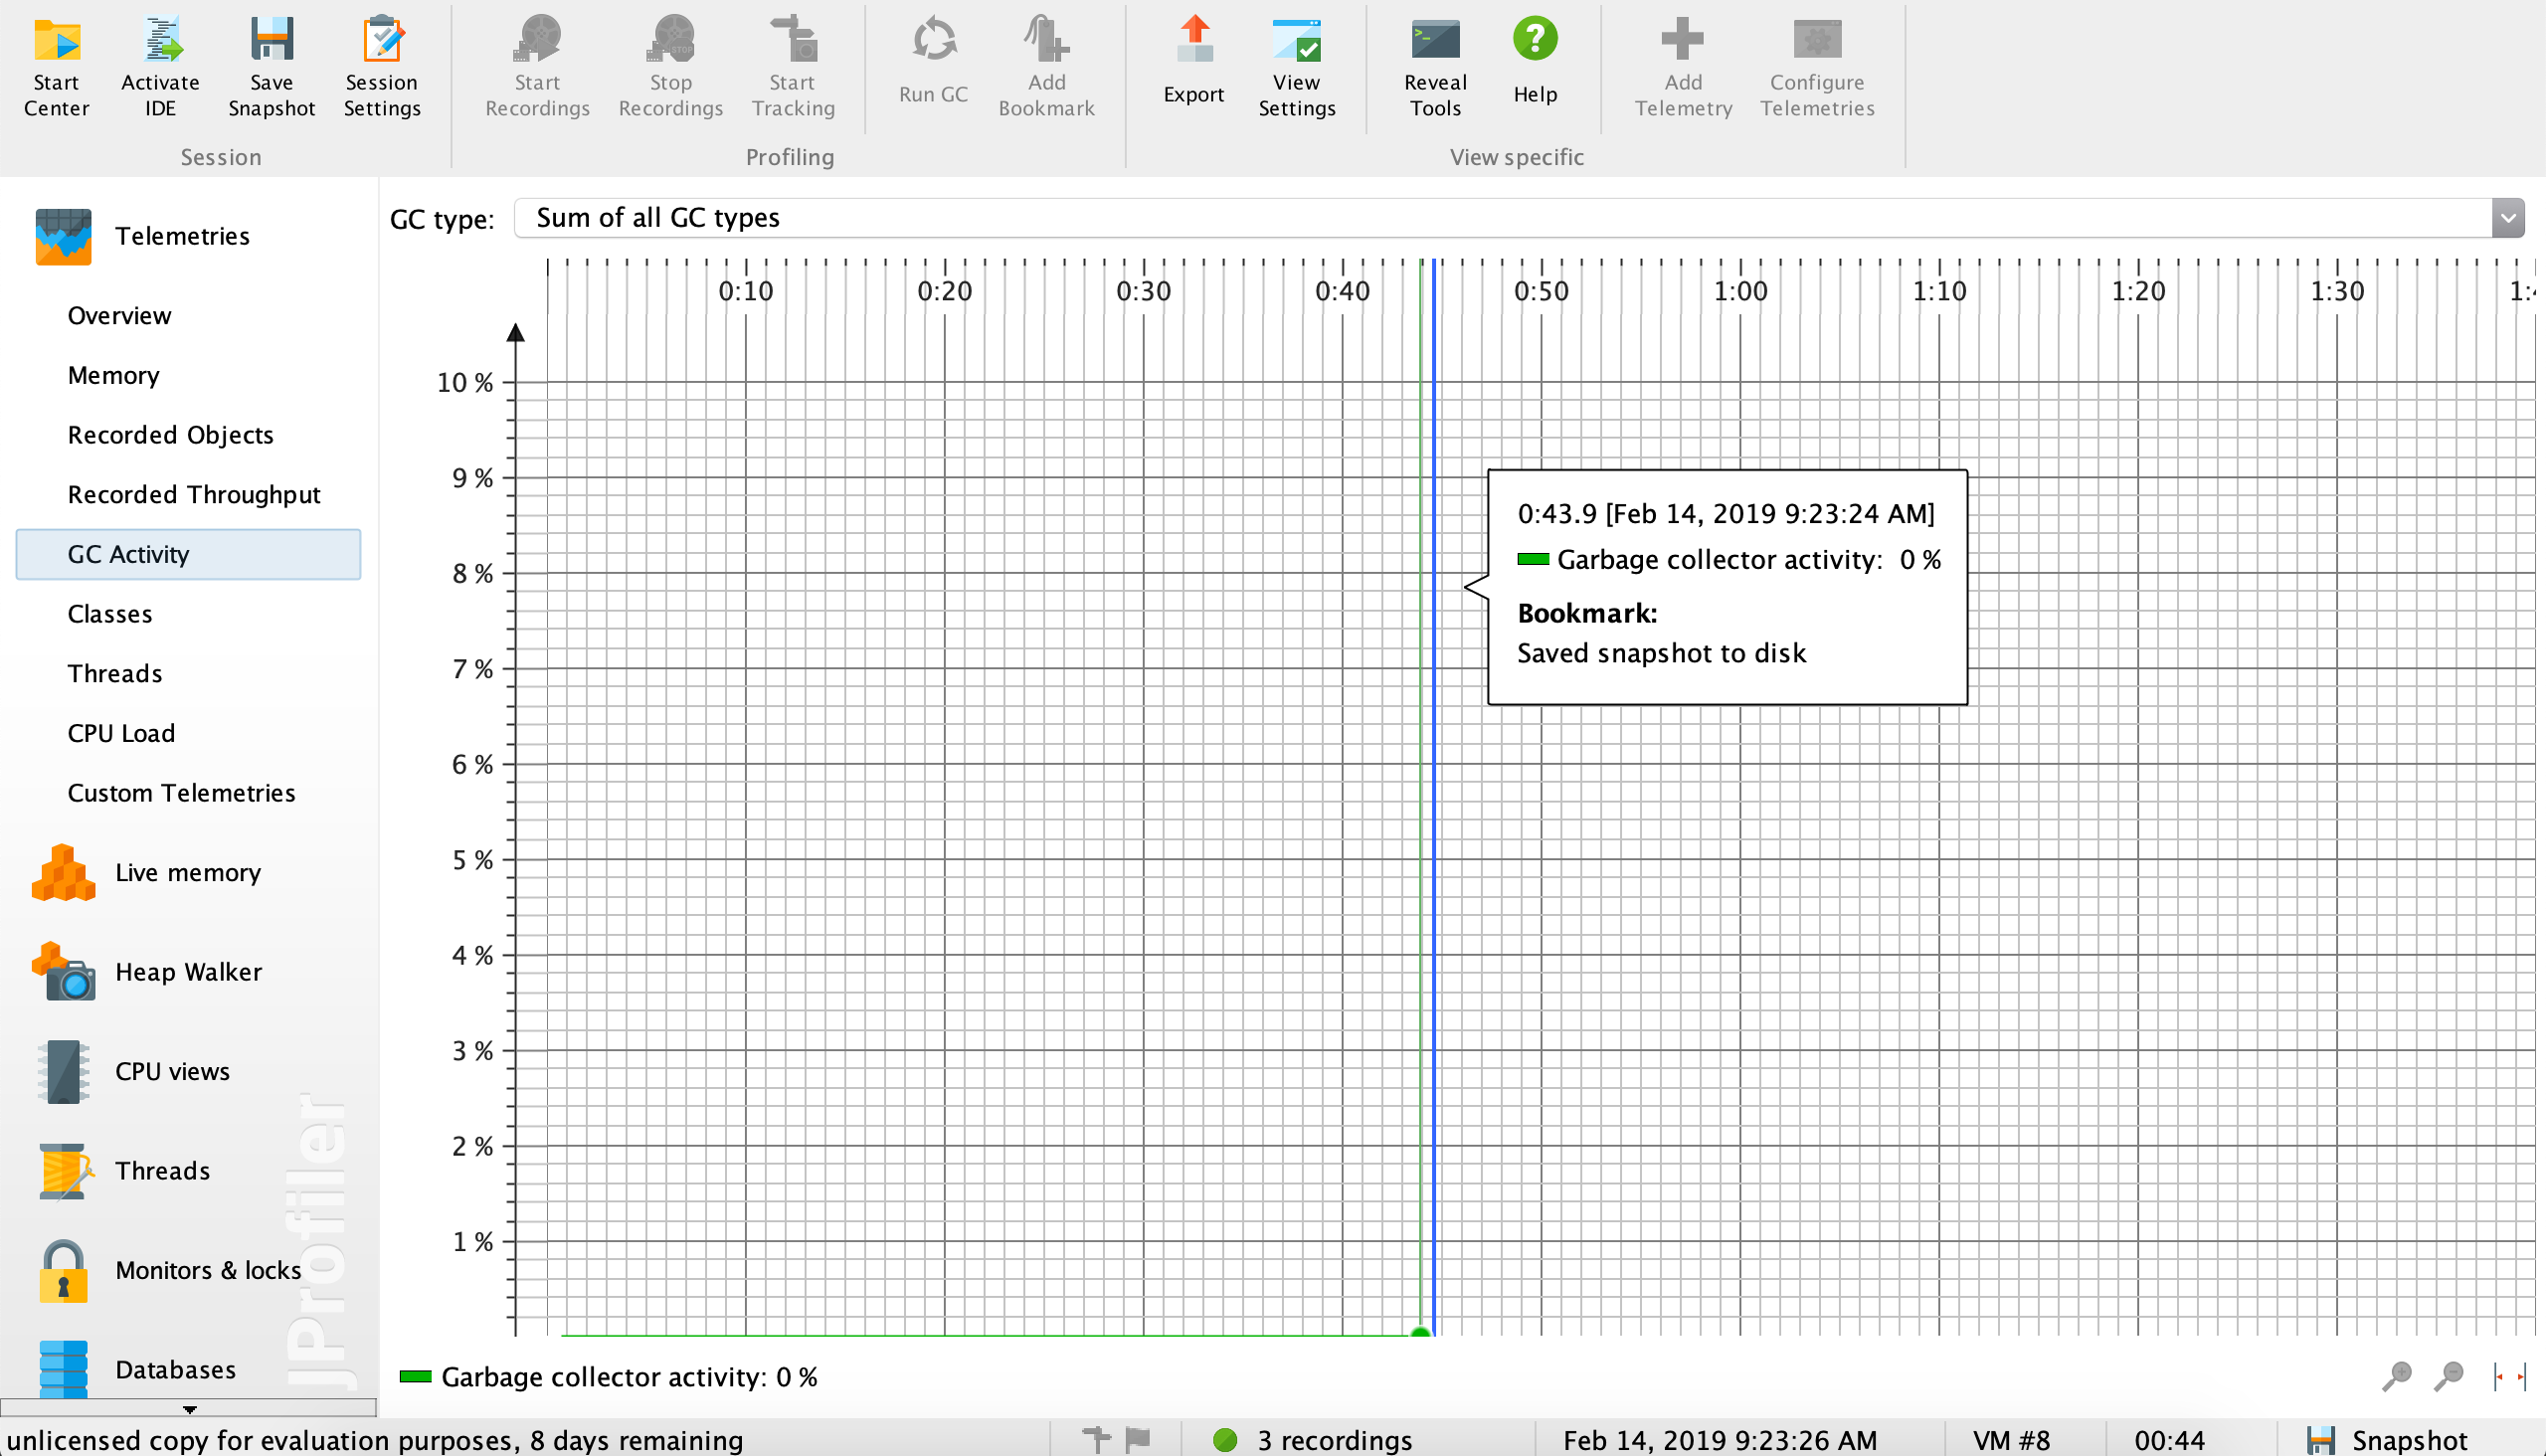 Start Center
Activate IDE
Save Snapshot
Session Settings
Start Recordings
Stop Recordings
Start Tracking
Run GC
Add Bookmark
Export
View Settings
Reveal Tools
Help
Add Telemetry
Configure Telemetries
Session
Profiling
View specific
Telemetries
Overview
Memory
Recorded Objects
Recorded Throughput
GC Activity
Classes
Threads
CPU Load
Custom Telemetries
Live memory
Heap Walker
CPU views
Threads
Monitors & locks
Databases
JProfiler
GC type: Sum of all GC types
0:10 0:20 0:30 0:40 0:50 1:00 1:10 1:20 1:30
10 %
9 %
8 %
7 %
6 %
5 %
4 %
3 %
2 %
1 %
0:43.9 [Feb 14, 2019 9:23:24 AM]
Garbage collector activity: 0 %
Bookmark:
Saved snapshot to disk
Garbage collector activity: 0 %
unlicensed copy for evaluation purposes, 8 days remaining
3 recordings
Feb 14, 2019 9:23:26 AM
VM #8
00:44
Snapshot